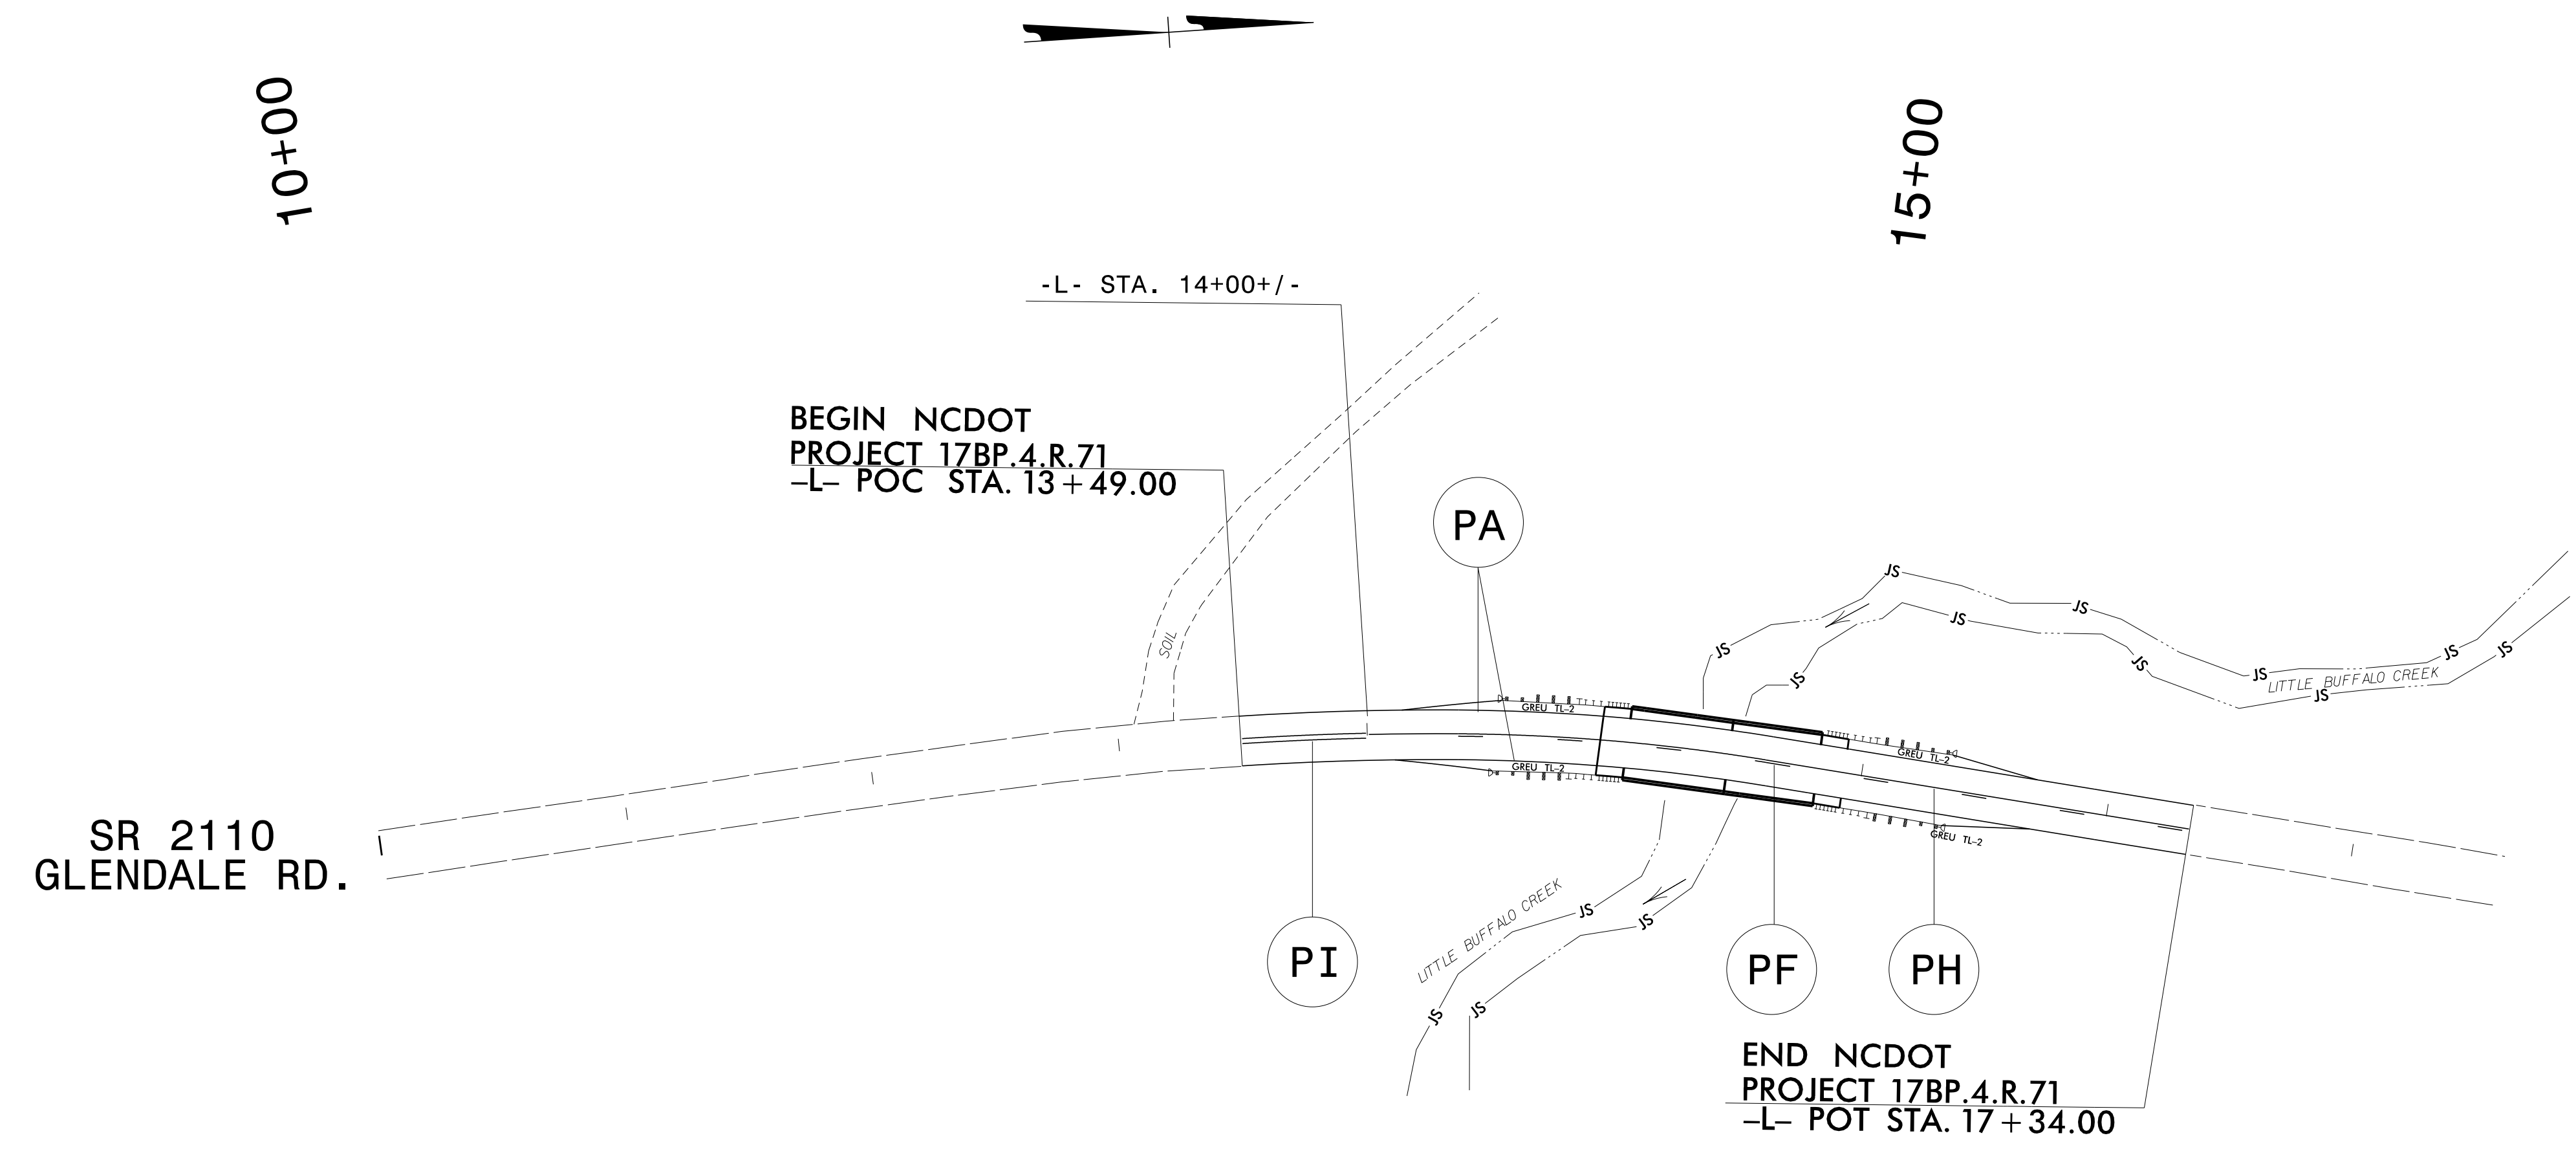 10+00
15+00
-L- STA. 14+00+/-
BEGIN NCDOT
PROJECT 17BP.4.R.71
-L- POC STA. 13+49.00
PA
SOIL
JS
JS
JS
JS
JS
JS
JS
JS
JS
JS
LITTLE BUFFALO CREEK
GREU TL-2
GREU TL-2
GREU TL-2
GREU TL-2
SR 2110
GLENDALE RD.
LITTLE BUFFALO CREEK
JS
JS
JS
JS
PI
PF
PH
END NCDOT
PROJECT 17BP.4.R.71
-L- POT STA. 17+34.00